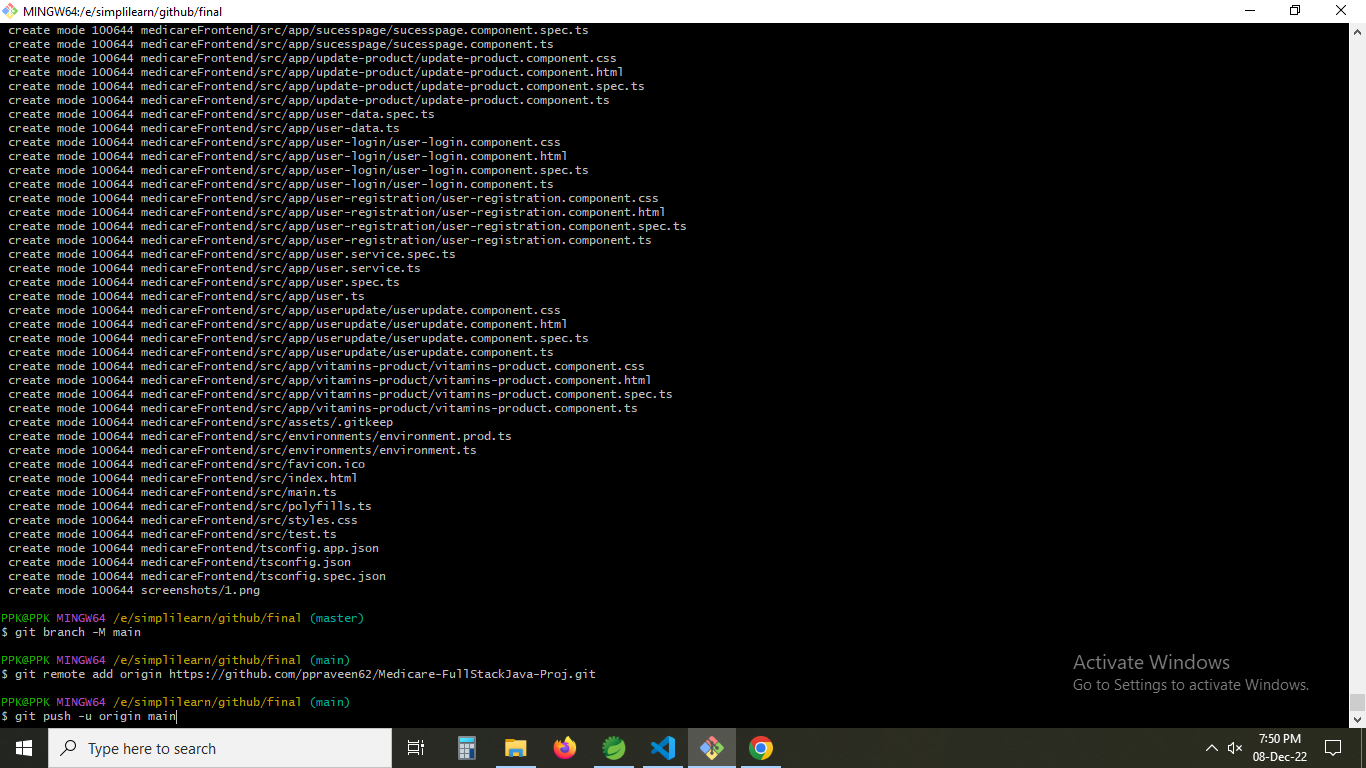 MINGW64:/e/simplilearn/github/final
create mode 100644 medicareFrontend/src/app/sucesspage/sucesspage.component.spec.ts
create mode 100644 medicareFrontend/src/app/sucesspage/sucesspage.component.ts
create mode 100644 medicareFrontend/src/app/update-product/update-product.component.css
create mode 100644 medicareFrontend/src/app/update-product/update-product.component.html
create mode 100644 medicareFrontend/src/app/update-product/update-product.component.spec.ts
create mode 100644 medicareFrontend/src/app/update-product/update-product.component.ts
create mode 100644 medicareFrontend/src/app/user-data.spec.ts
create mode 100644 medicareFrontend/src/app/user-data.ts
create mode 100644 medicareFrontend/src/app/user-login/user-login.component.css
create mode 100644 medicareFrontend/src/app/user-login/user-login.component.html
create mode 100644 medicareFrontend/src/app/user-login/user-login.component.spec.ts
create mode 100644 medicareFrontend/src/app/user-login/user-login.component.ts
create mode 100644 medicareFrontend/src/app/user-registration/user-registration.component.css
create mode 100644 medicareFrontend/src/app/user-registration/user-registration.component.html
create mode 100644 medicareFrontend/src/app/user-registration/user-registration.component.spec.ts
create mode 100644 medicareFrontend/src/app/user-registration/user-registration.component.ts
create mode 100644 medicareFrontend/src/app/user.service.spec.ts
create mode 100644 medicareFrontend/src/app/user.service.ts
create mode 100644 medicareFrontend/src/app/user.spec.ts
create mode 100644 medicareFrontend/src/app/user.ts
create mode 100644 medicareFrontend/src/app/userupdate/userupdate.component.css
create mode 100644 medicareFrontend/src/app/userupdate/userupdate.component.html
create mode 100644 medicareFrontend/src/app/userupdate/userupdate.component.spec.ts
create mode 100644 medicareFrontend/src/app/userupdate/userupdate.component.ts
create mode 100644 medicareFrontend/src/app/vitamins-product/vitamins-product.component.css
create mode 100644 medicareFrontend/src/app/vitamins-product/vitamins-product.component.html
create mode 100644 medicareFrontend/src/app/vitamins-product/vitamins-product.component.spec.ts
create mode 100644 medicareFrontend/src/app/vitamins-product/vitamins-product.component.ts
create mode 100644 medicareFrontend/src/assets/.gitkeep
create mode 100644 medicareFrontend/src/environments/environment.prod.ts
create mode 100644 medicareFrontend/src/environments/environment.ts
create mode 100644 medicareFrontend/src/favicon.ico
create mode 100644 medicareFrontend/src/index.html
create mode 100644 medicareFrontend/src/main.ts
create mode 100644 medicareFrontend/src/polyfills.ts
create mode 100644 medicareFrontend/src/styles.css
create mode 100644 medicareFrontend/src/test.ts
create mode 100644 medicareFrontend/tsconfig.app.json
create mode 100644 medicareFrontend/tsconfig.json
create mode 100644 medicareFrontend/tsconfig.spec.json
create mode 100644 screenshots/1.png
PPK@PPK MINGW64 /e/simplilearn/github/final (master)
$ git branch -M main
PPK@PPK MINGW64 /e/simplilearn/github/final (main)
$ git remote add origin https://github.com/ppraveen62/Medicare-FullStackJava-Proj.git
PPK@PPK MINGW64 /e/simplilearn/github/final (main)
$ git push -u origin main
Activate Windows
Go to Settings to activate Windows.
Type here to search
7:50 PM
08-Dec-22